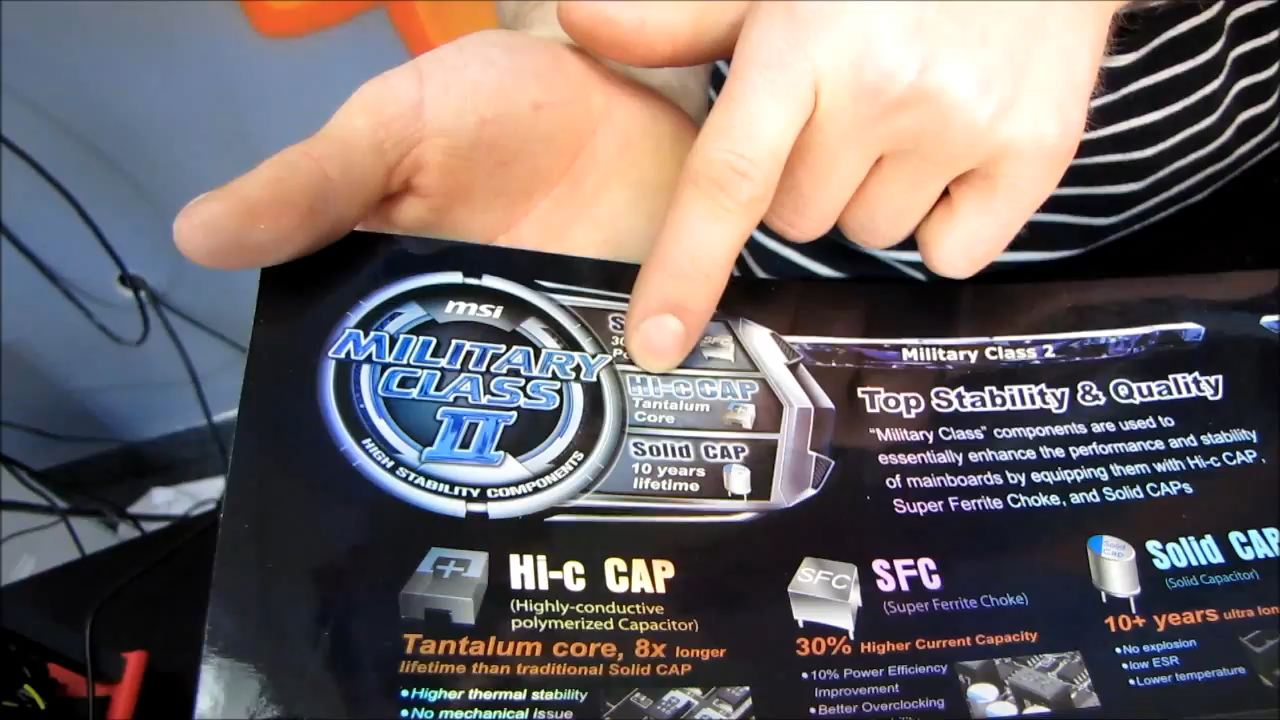 msi
MILITARY
CLASS
II
HIGH STABILITY COMPONENTS
SFC
Hi-c CAP
Tantalum
Core
Solid CAP
10 years
lifetime
Military Class 2
Top Stability & Quality
"Military Class" components are used to
essentially enhance the performance and stability
of mainboards by equipping them with Hi-c CAP,
Super Ferrite Choke, and Solid CAPs
Hi-c CAP
(Highly-conductive
polymerized Capacitor)
Tantalum core, 8x longer
lifetime than traditional Solid CAP
•Higher thermal stability
•No mechanical issue
SFC
SFC
(Super Ferrite Choke)
30% Higher Current Capacity
•10% Power Efficiency
Improvement
•Better Overclocking
Solid Cap
Solid CAP
(Solid Capacitor)
10+ years ultra
•No explosion
•low ESR
•Lower temperature